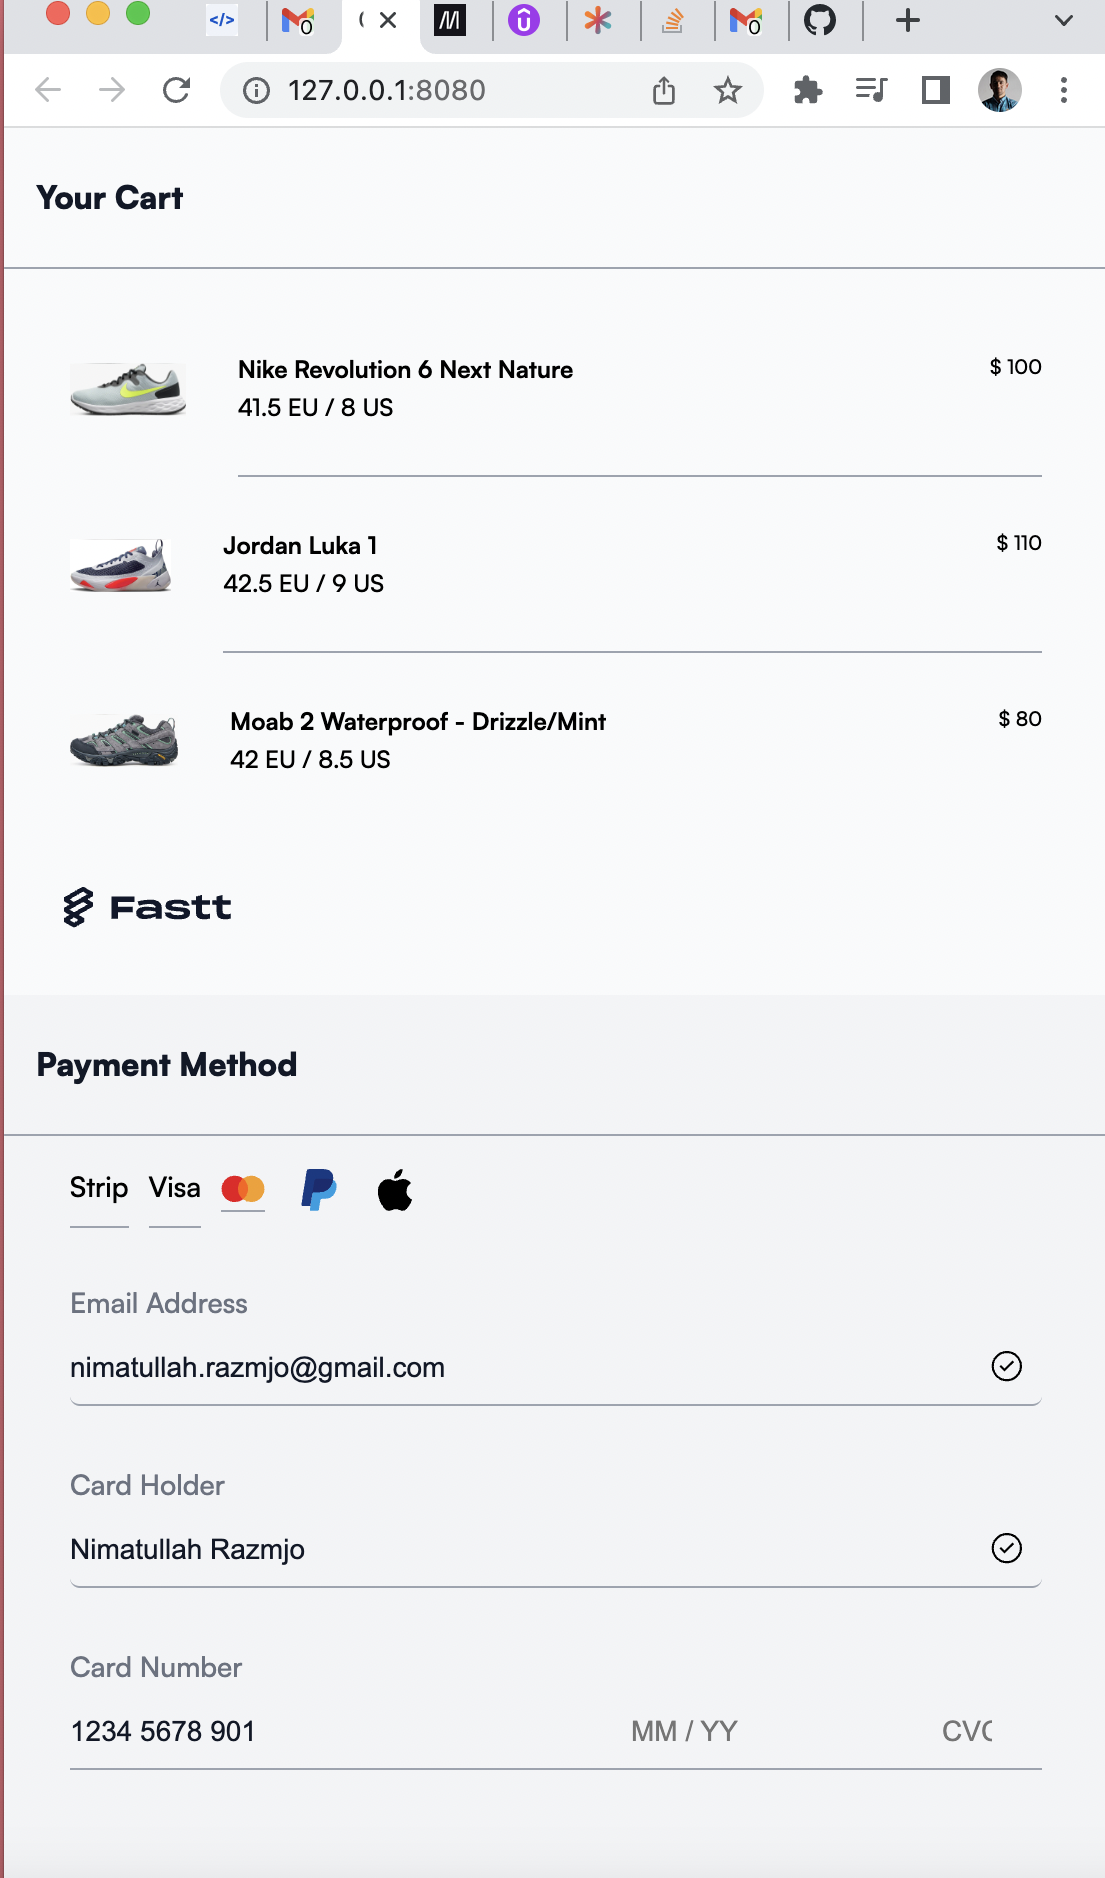 </>
0
0
127.0.0.1:8080
Your Cart
Nike Revolution 6 Next Nature
$ 100
41.5 EU / 8 US
Jordan Luka 1
$ 110
42.5 EU / 9 US
Moab 2 Waterproof - Drizzle/Mint
$ 80
42 EU / 8.5 US
Fastt
Payment Method
Strip Visa
Email Address
nimatullah.razmjo@gmail.com
Card Holder
Nimatullah Razmjo
Card Number
1234 5678 901 MM / YY